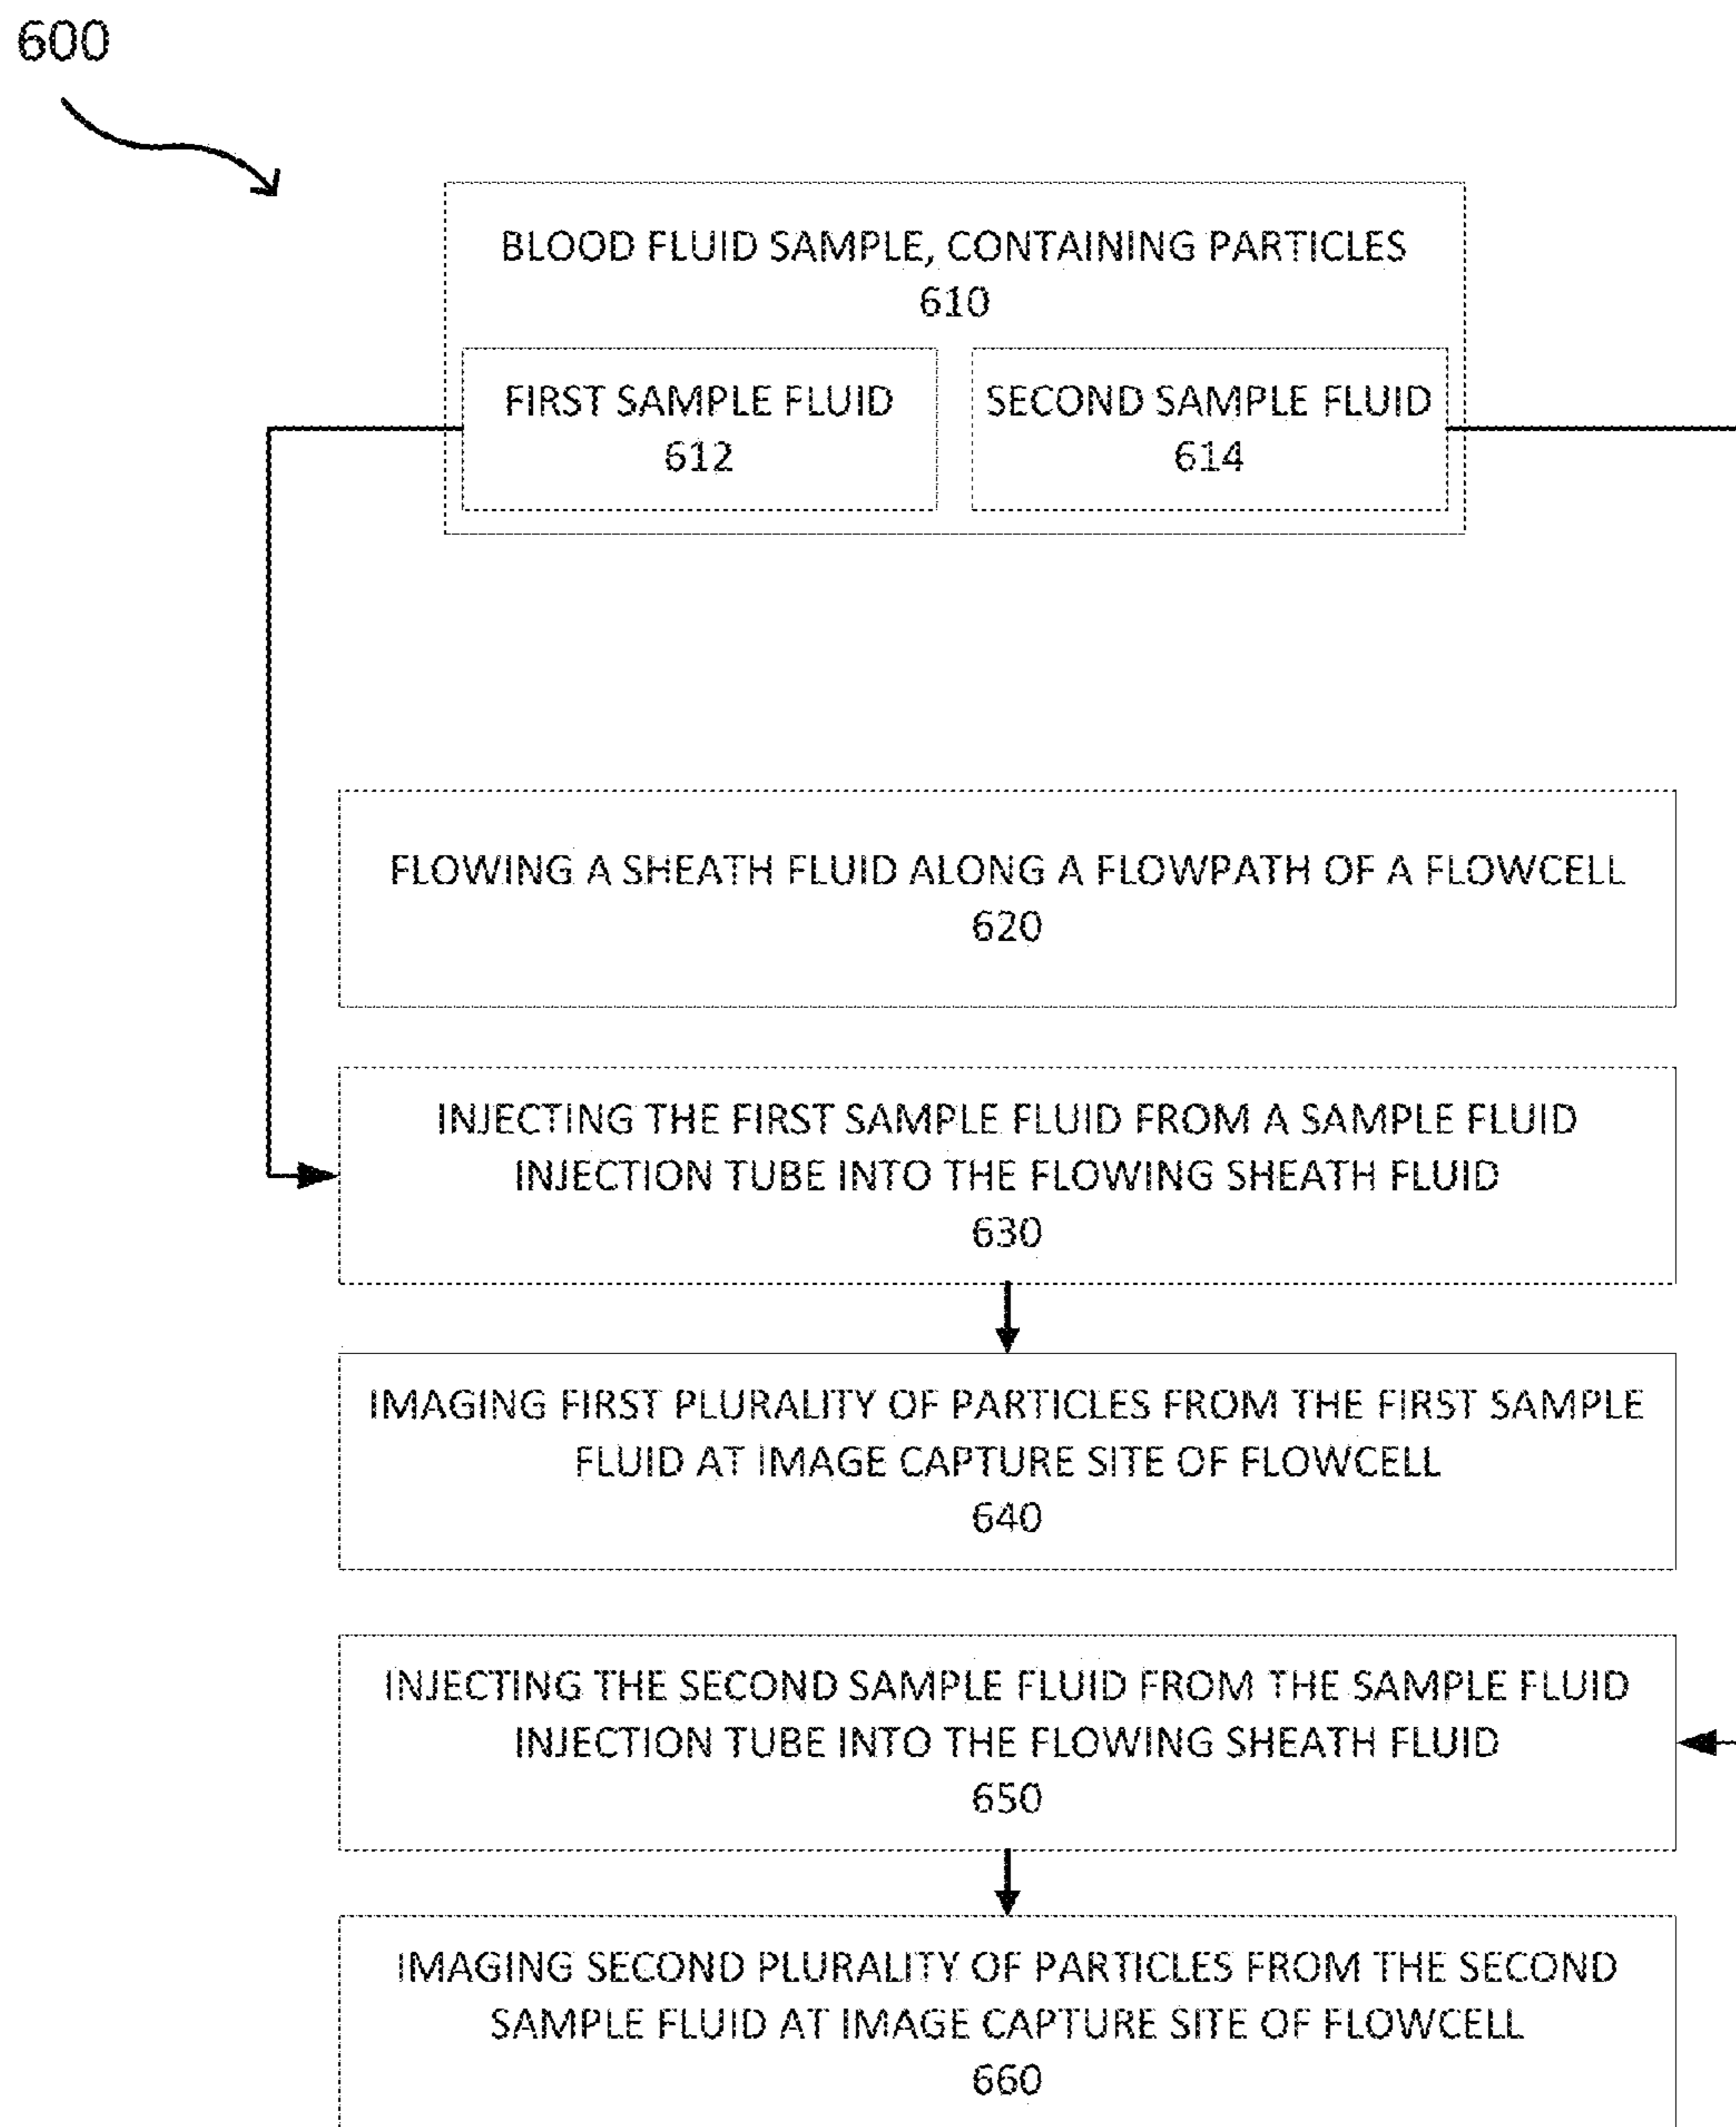 600
BLOOD FLUID SAMPLE, CONTAINING PARTICLES
610
FIRST SAMPLE FLUID
612
SECOND SAMPLE FLUID
614
FLOWING A SHEATH FLUID ALONG A FLOWPATH OF A FLOWCELL
620
INJECTING THE FIRST SAMPLE FLUID FROM A SAMPLE FLUID
INJECTION TUBE INTO THE FLOWING SHEATH FLUID
630
IMAGING FIRST PLURALITY OF PARTICLES FROM THE FIRST SAMPLE
FLUID AT IMAGE CAPTURE SITE OF FLOWCELL
640
INJECTING THE SECOND SAMPLE FLUID FROM THE SAMPLE FLUID
INJECTION TUBE INTO THE FLOWING SHEATH FLUID
650
IMAGING SECOND PLURALITY OF PARTICLES FROM THE SECOND
SAMPLE FLUID AT IMAGE CAPTURE SITE OF FLOWCELL
660